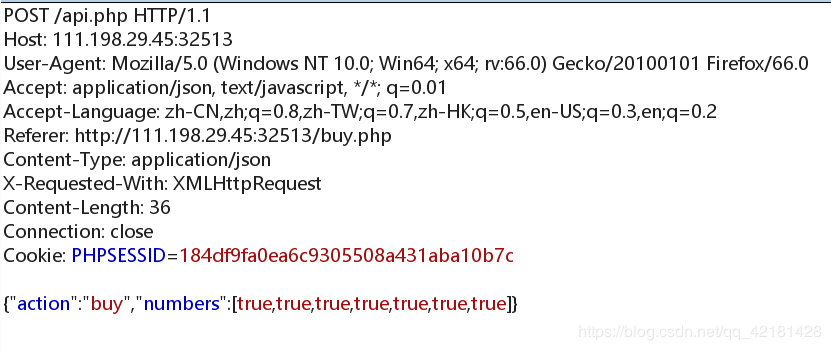 POST /api.php HTTP/1.1
Host: 111.198.29.45:32513
User-Agent: Mozilla/5.0 (Windows NT 10.0; Win64; x64; rv:66.0) Gecko/20100101 Firefox/66.0
Accept: application/json, text/javascript, */*; q=0.01
Accept-Language: zh-CN,zh;q=0.8,zh-TW;q=0.7,zh-HK;q=0.5,en-US;q=0.3,en;q=0.2
Referer: http://111.198.29.45:32513/buy.php
Content-Type: application/json
X-Requested-With: XMLHttpRequest
Content-Length: 36
Connection: close
Cookie: PHPSESSID=184df9fa0ea6c9305508a431aba10b7c
{"action":"buy","numbers":[true,true,true,true,true,true,true]}
https://blog.csdn.net/qq_42181428